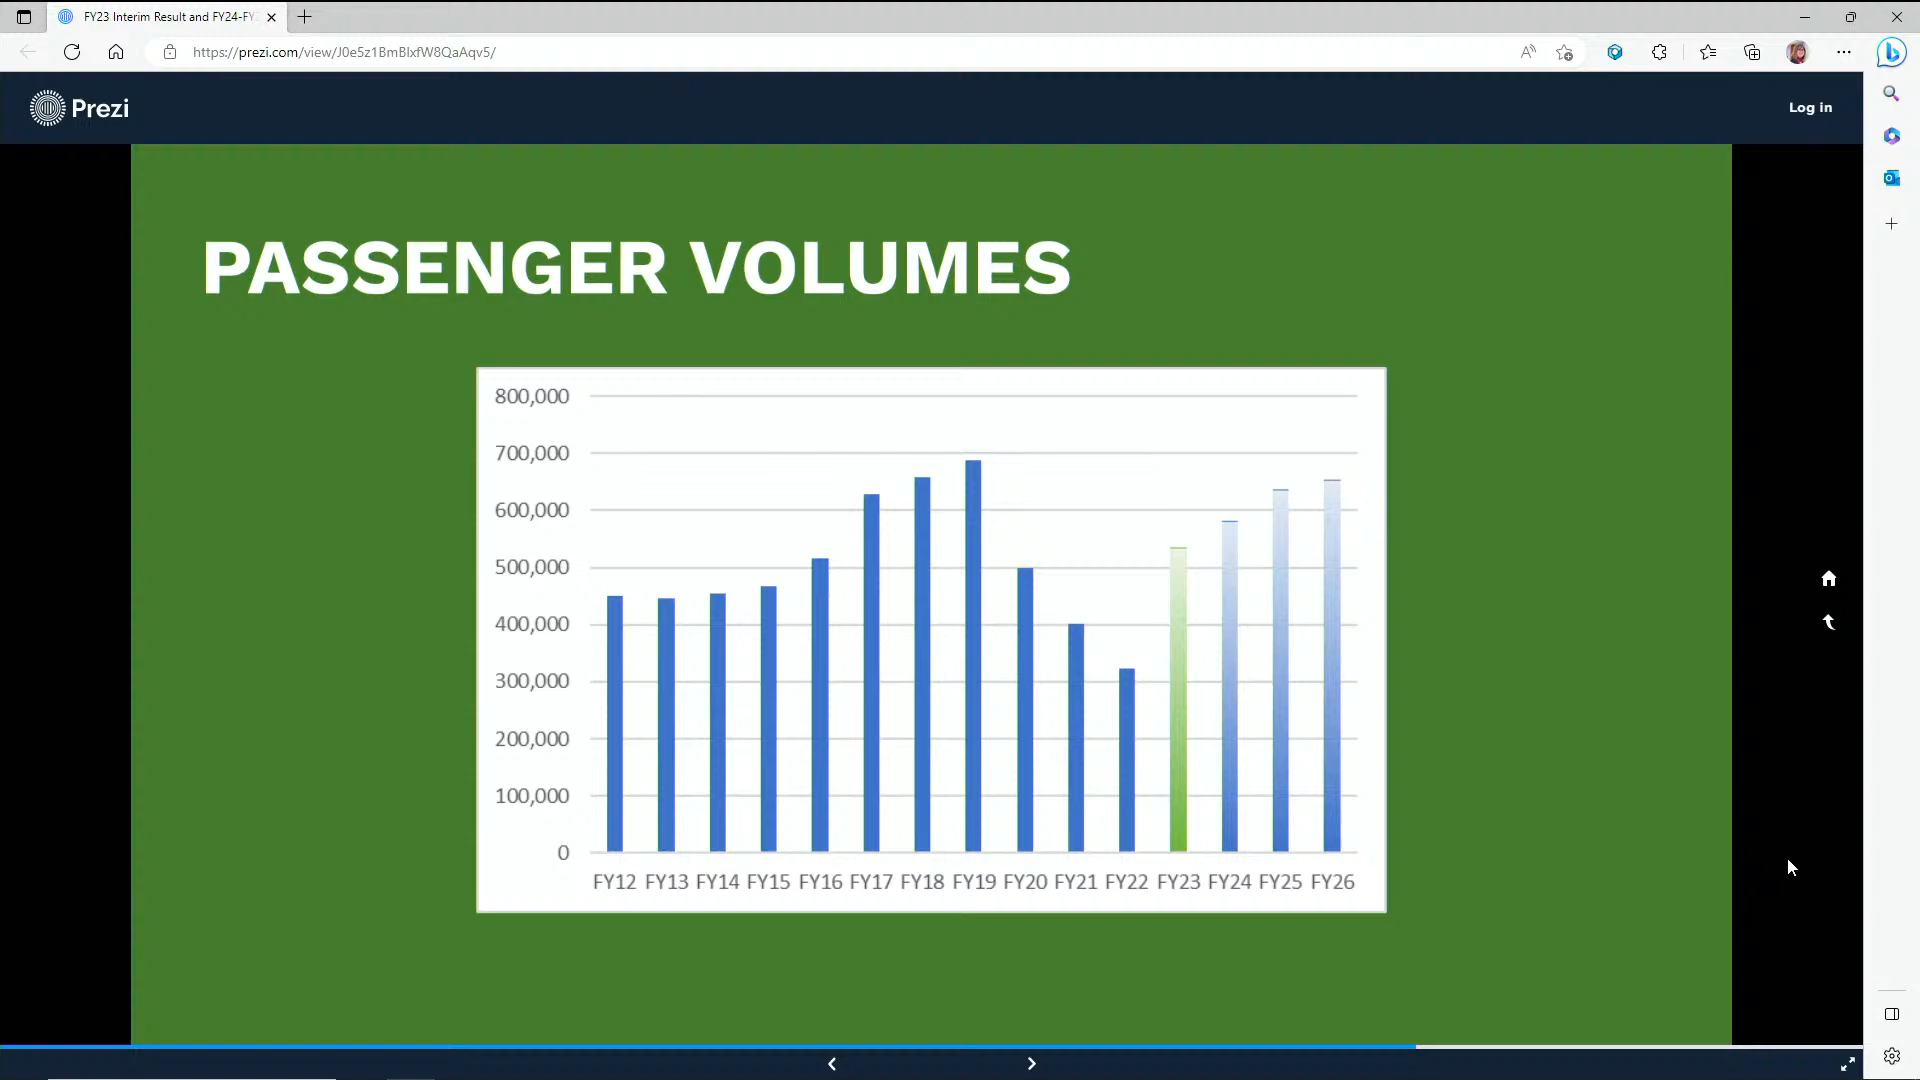 FY23 Interim Result and FY24-FY
https://prezi.com/view/J0e5z1BmBlxfW8QaAqv5/
Prezi
Log in
PASSENGER VOLUMES
800,000
700,000
600,000
500,000
400,000
300,000
200,000
100,000
0
FY12 FY13 FY14 FY15 FY16 FY17 FY18 FY19 FY20 FY21 FY22 FY23 FY24 FY25 FY26